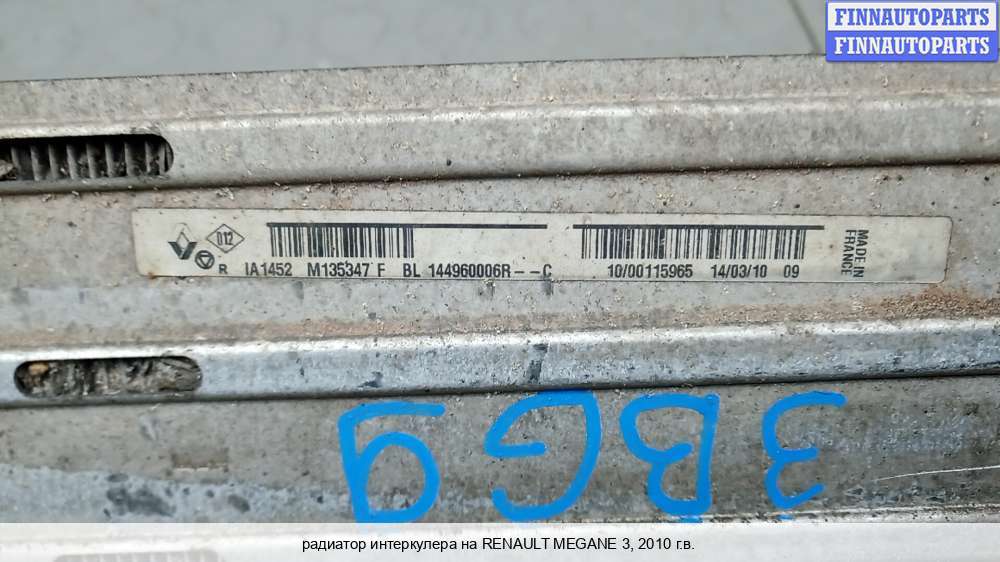 FINNAUTOPARTS
FINNAUTOPARTS
D12
R IA1452 M135347 F BL 144960006R--C 10/00115965 14/03/10 09
MADE IN
FRANCE
3BG9
радиатор интеркулера на RENAULT MEGANE 3, 2010 г.в.